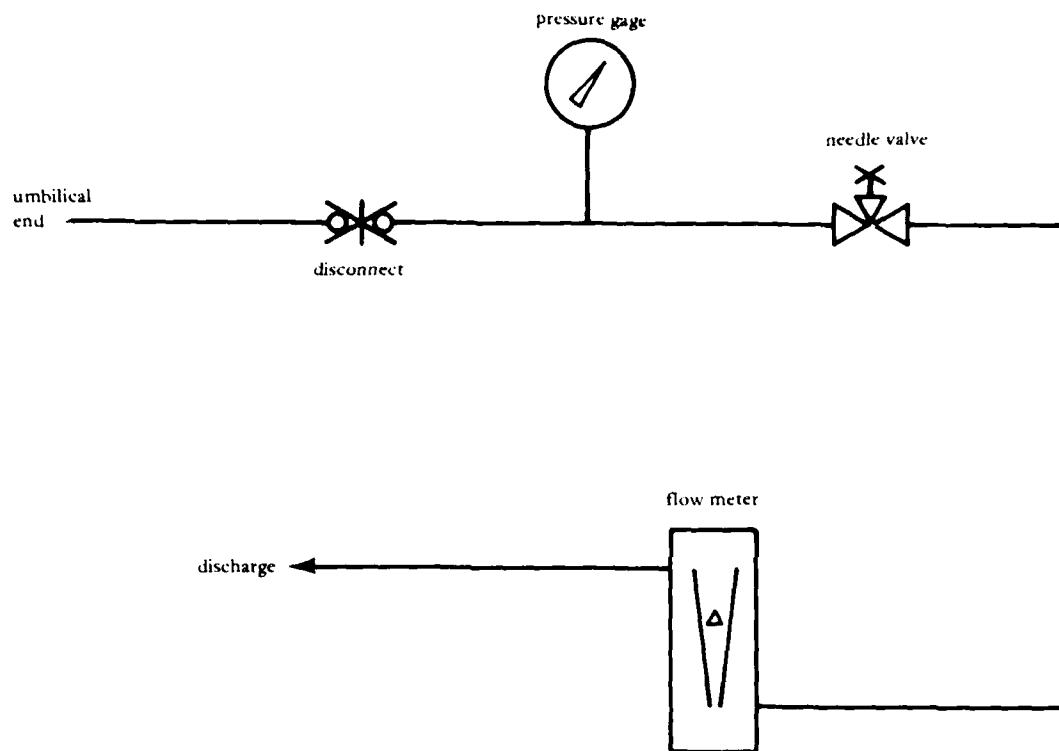 pressure gage
needle valve
umbilical
end
disconnect
flow meter
discharge